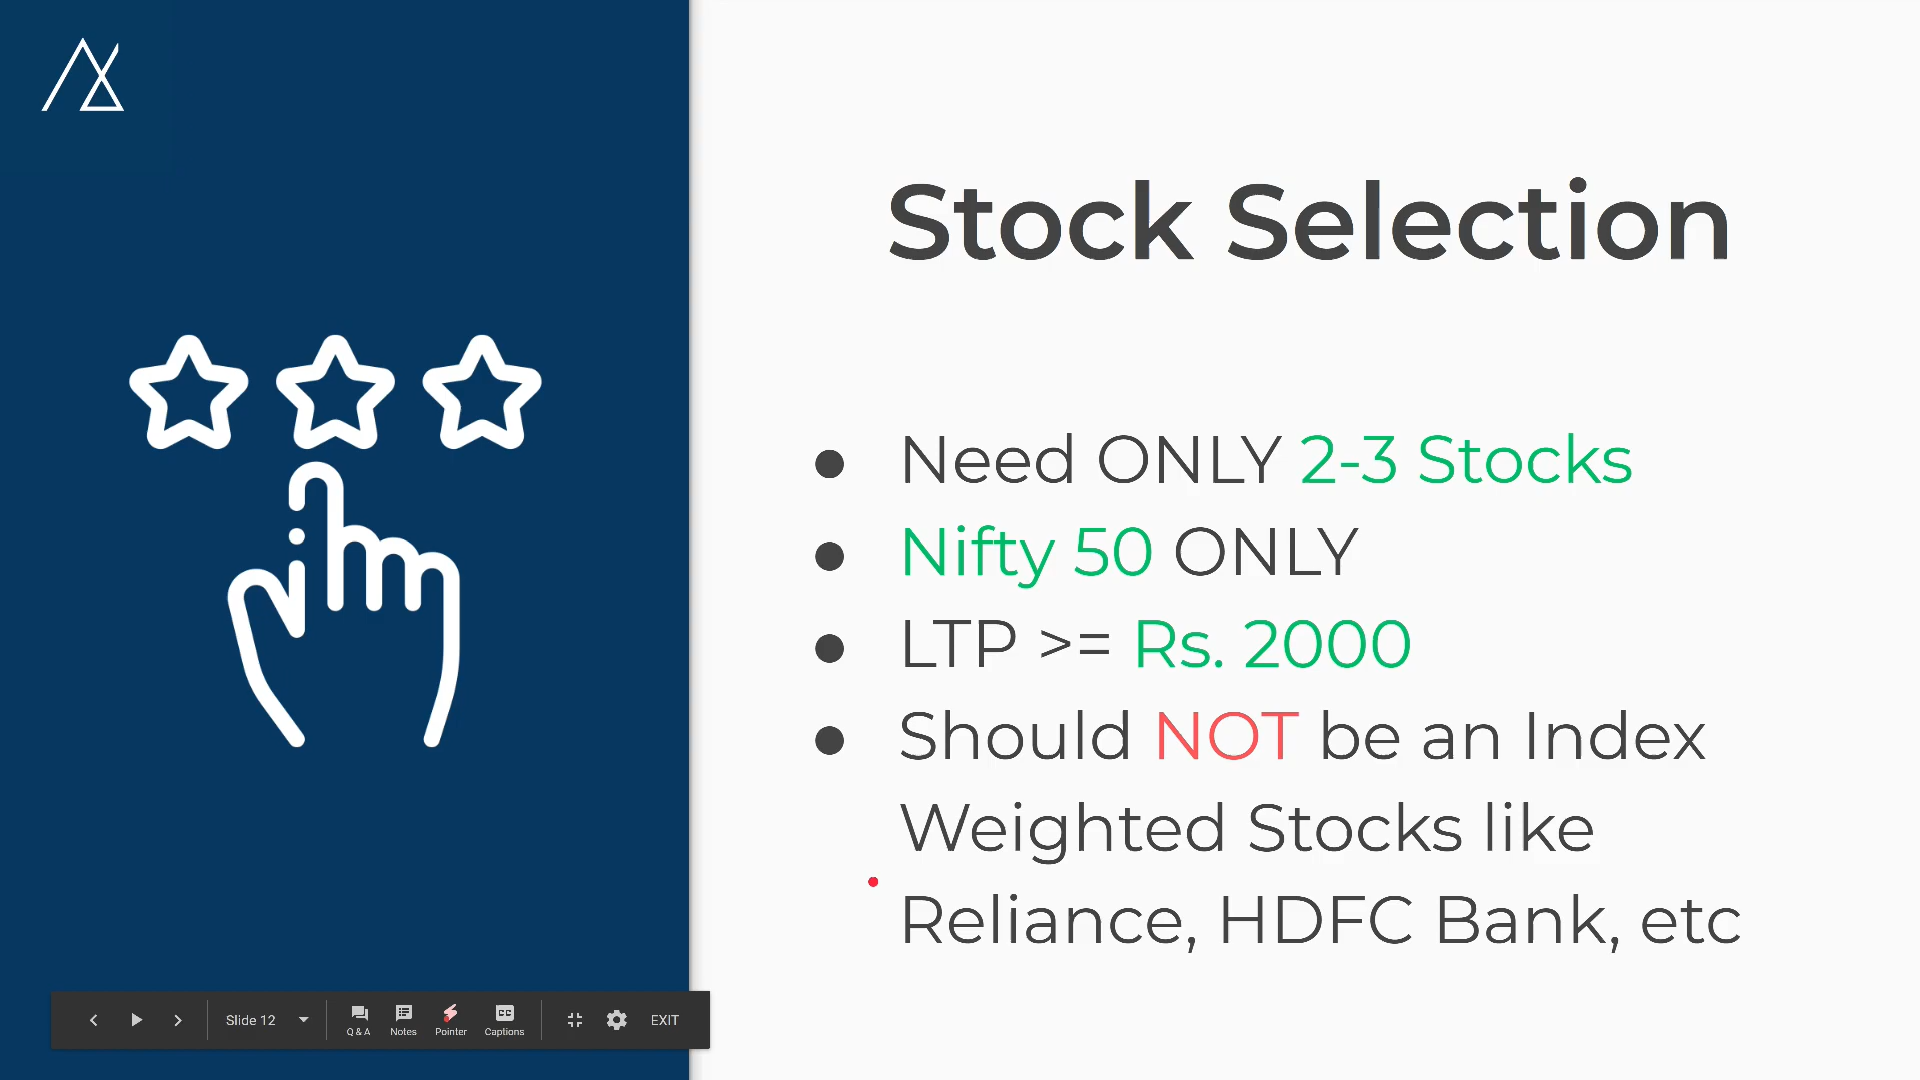 Stock Selection
● Need ONLY 2-3 Stocks
● Nifty 50 ONLY
● LTP >= Rs. 2000
● Should NOT be an Index
Weighted Stocks like
Reliance, HDFC Bank, etc
Slide 12
Q & A
Notes
Pointer
Captions
EXIT